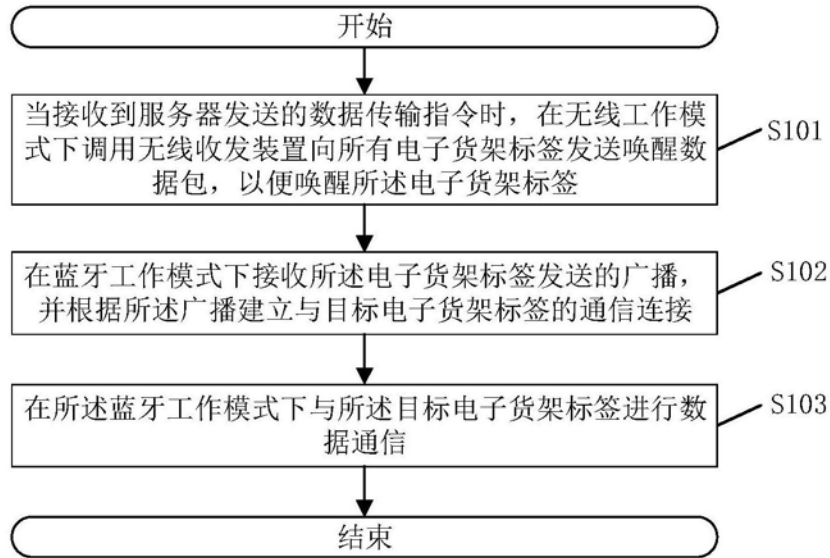 开始
当接收到服务器发送的数据传输指令时，在无线工作模
式下调用无线收发装置向所有电子货架标签发送唤醒数
据包，以便唤醒所述电子货架标签
S101
在蓝牙工作模式下接收所述电子货架标签发送的广播，
并根据所述广播建立与目标电子货架标签的通信连接
S102
在所述蓝牙工作模式下与所述目标电子货架标签进行数
据通信
S103
结束